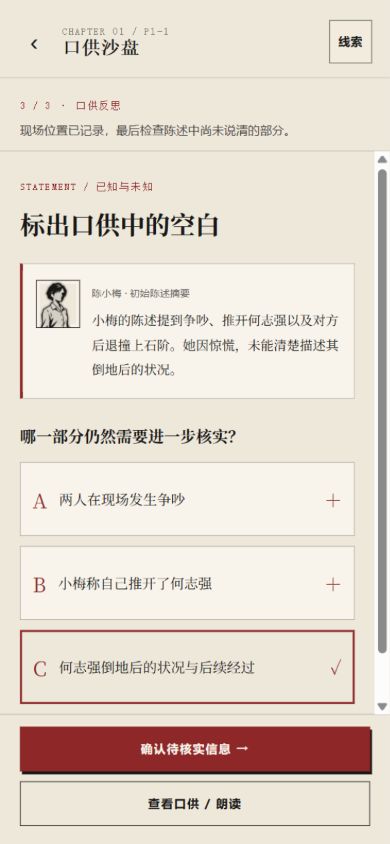 ‹
CHAPTER 01 / P1-1
口供沙盘
线索
3 / 3 · 口供反思
现场位置已记录，最后检查陈述中尚未说清的部分。
STATEMENT / 已知与未知
标出口供中的空白
陈小梅 · 初始陈述摘要
小梅的陈述提到争吵、推开何志强以及对方
后退撞上石阶。她因惊慌，未能清楚描述其
倒地后的状况。
哪一部分仍然需要进一步核实？
A 两人在现场发生争吵 +
B 小梅称自己推开了何志强 +
C 何志强倒地后的状况与后续经过 ✓
确认待核实信息 →
查看口供 / 朗读